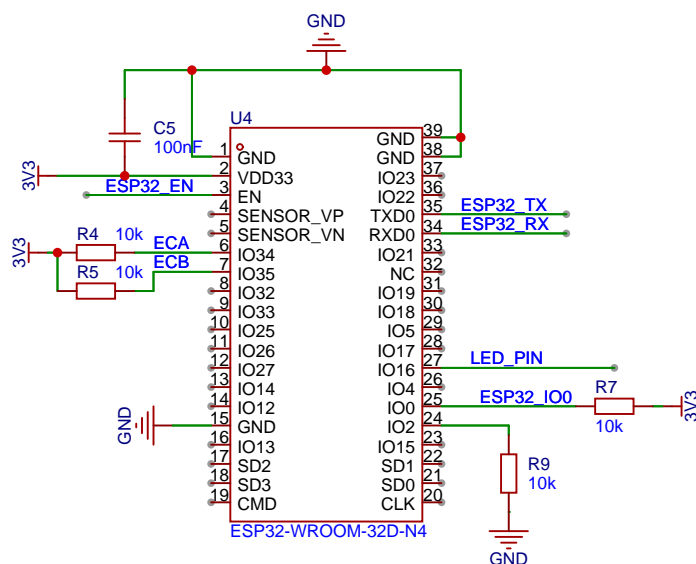 GND
U4
C5
100nF
3V3
ESP32_EN
1 GND
2 VDD33
3 EN
4 SENSOR_VP
5 SENSOR_VN
6 IO34
7 IO35
8 IO32
9 IO33
10 IO25
11 IO26
12 IO27
13 IO14
14 IO12
15 GND
16 IO13
17 SD2
18 SD3
19 CMD
GND 39
GND 38
IO23 37
IO22 36
TXD0 35
RXD0 34
IO21 33
NC 32
IO19 31
IO18 30
IO5 29
IO17 28
IO16 27
IO4 26
IO0 25
IO2 24
IO15 23
SD1 22
SD0 21
CLK 20
ESP32_TX
ESP32_RX
3V3
R4 10k
ECA
R5 10k
ECB
LED_PIN
ESP32_IO0
R7
10k
3V3
GND
R9
10k
GND
ESP32-WROOM-32D-N4